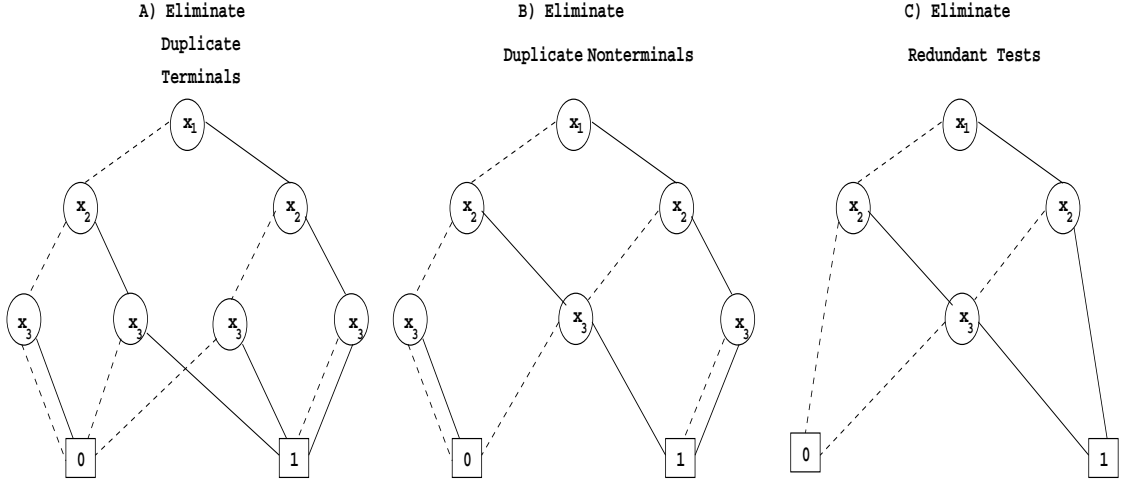 A) Eliminate
Duplicate
Terminals
x1
x2
x2
x3
x3
x3
x3
0
1
B) Eliminate
Duplicate Nonterminals
x1
x2
x2
x3
x3
x3
0
1
C) Eliminate
Redundant Tests
x1
x2
x2
x3
0
1